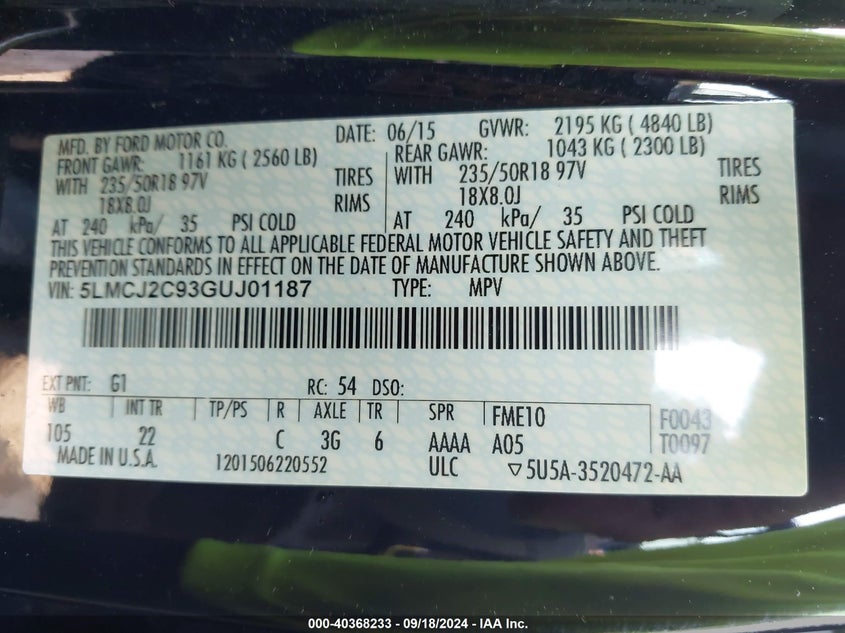 MFD. BY FORD MOTOR CO. DATE: 06/15 GVWR: 2195 KG ( 4840 LB)
FRONT GAWR: 1161 KG ( 2560 LB) REAR GAWR: 1043 KG ( 2300 LB)
WITH 235/50R18 97V TIRES WITH 235/50R18 97V TIRES
18X8.0J RIMS 18X8.0J RIMS
AT 240 kPa/ 35 PSI COLD AT 240 kPa/ 35 PSI COLD
THIS VEHICLE CONFORMS TO ALL APPLICABLE FEDERAL MOTOR VEHICLE SAFETY AND THEFT
PREVENTION STANDARDS IN EFFECT ON THE DATE OF MANUFACTURE SHOWN ABOVE.
VIN: 5LMCJ2C93GUJ01187 TYPE: MPV
EXT PNT: G1 RC: 54 DSO:
WB INT TR TP/PS R AXLE TR SPR FME10 F0043
105 22 C 3G 6 AAAA A05 T0097
MADE IN U.S.A. 1201506220552 ULC ▽5U5A-3520472-AA
000-40368233 - 09/18/2024 - IAA Inc.